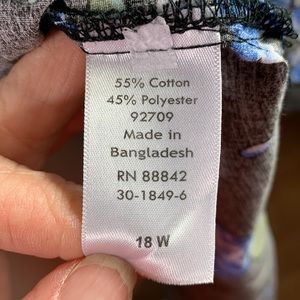 55% Cotton
45% Polyester
92709
Made in
Bangladesh
RN 88842
30-1849-6
18 W